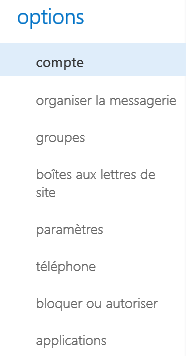 options
compte
organiser la messagerie
groupes
boîtes aux lettres de
site
paramètres
téléphone
bloquer ou autoriser
applications